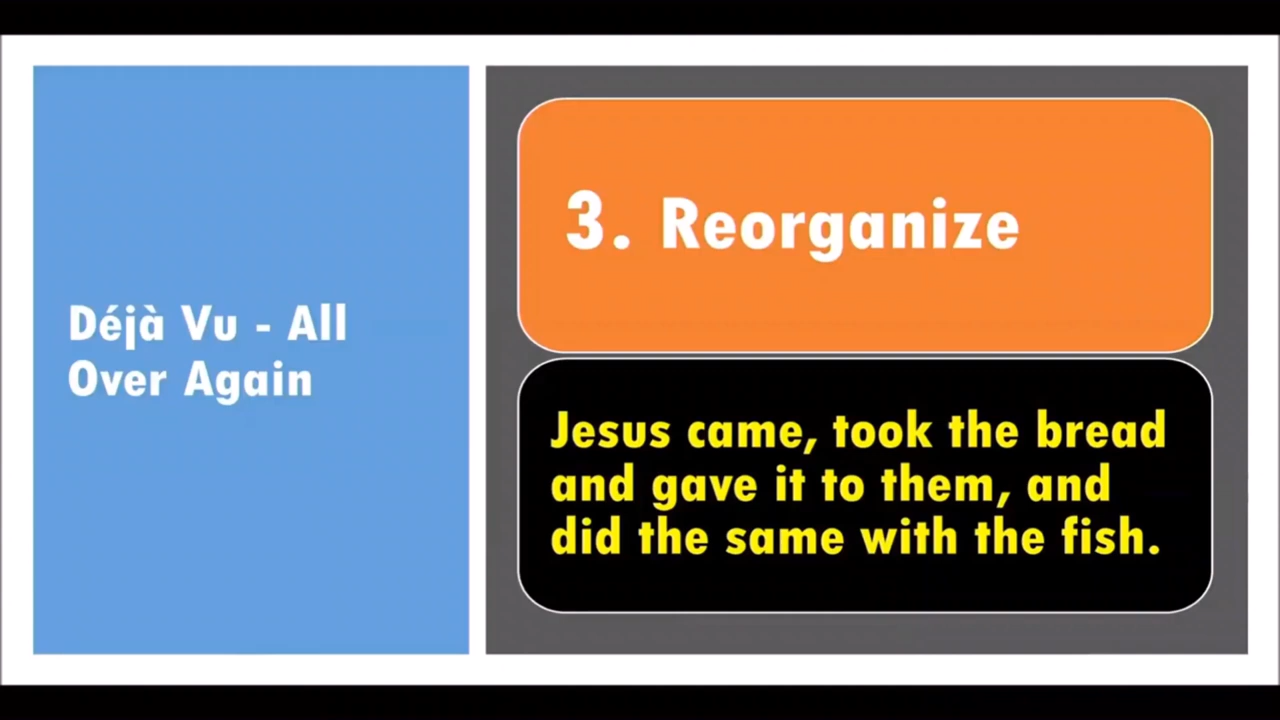 Déjà Vu - All
Over Again
3. Reorganize
Jesus came, took the bread
and gave it to them, and
did the same with the fish.